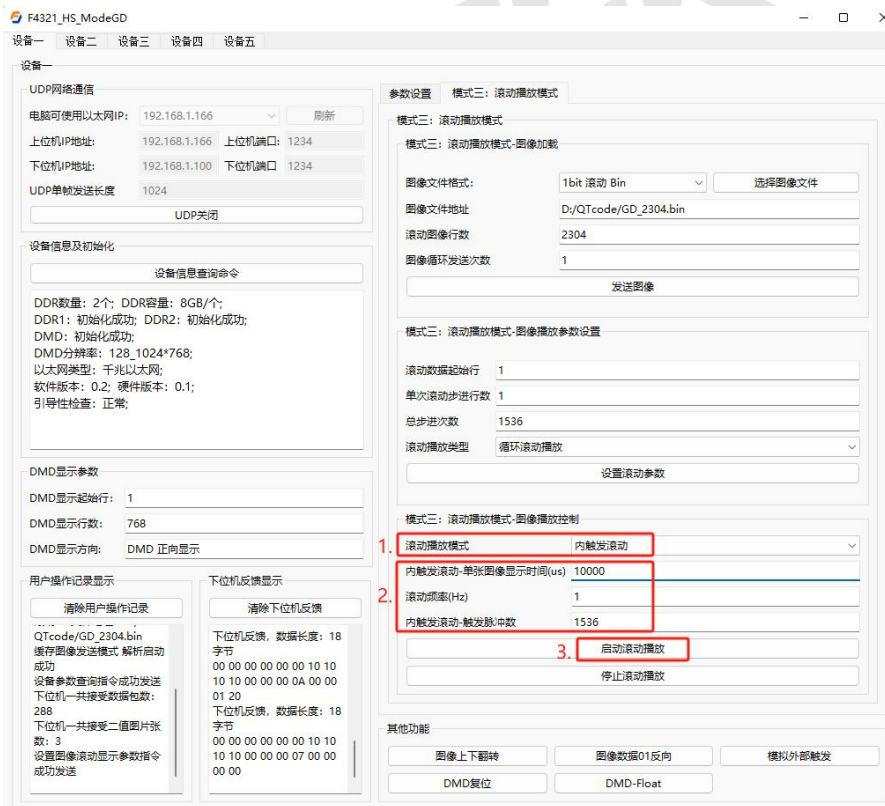 F4321_HS_ModeGD
设备一 设备二 设备三 设备四 设备五
设备一
UDP网络通信
电脑可使用以太网IP: 192.168.1.166 刷新
上位机IP地址: 192.168.1.166 上位机端口: 1234
下位机IP地址: 192.168.1.100 下位机端口 1234
UDP单帧发送长度 1024
UDP关闭
设备信息及初始化
设备信息查询命令
DDR数量: 2个; DDR容量: 8GB/个;
DDR1: 初始化成功; DDR2: 初始化成功;
DMD: 初始化成功;
DMD分辨率: 128_1024*768;
以太网类型: 千兆以太网;
软件版本: 0.2; 硬件版本: 0.1;
引导性检查: 正常;
DMD显示参数
DMD显示起始行: 1
DMD显示行数: 768
DMD显示方向: DMD 正向显示
用户操作记录显示
清除用户操作记录
QTcode/GD_2304.bin
缓存图像发送模式 解析启动
成功
设备参数查询指令成功发送
下位机一共接受数据包数:
288
下位机一共接受二值图片张
数: 3
设置图像滚动显示参数指令
成功发送
下位机反馈显示
清除下位机反馈
下位机反馈, 数据长度: 18
字节
00 00 00 00 00 00 10 10
10 10 00 00 00 0A 00 00
01 20
下位机反馈, 数据长度: 18
字节
00 00 00 00 00 00 10 10
10 10 00 00 00 07 00 00
00 00
参数设置 模式三: 滚动播放模式
模式三: 滚动播放模式
模式三: 滚动播放模式-图像加载
图像文件格式: 1bit 滚动 Bin 选择图像文件
图像文件地址 D:/QTcode/GD_2304.bin
滚动图像行数 2304
图像循环发送次数 1
发送图像
模式三: 滚动播放模式-图像播放参数设置
滚动数据起始行 1
单次滚动步进行数 1
总步进次数 1536
滚动播放类型 循环滚动播放
设置滚动参数
模式三: 滚动播放模式-图像播放控制
1. 滚动播放模式 内触发滚动
内触发滚动-单张图像显示时间(us) 10000
2. 滚动频率(Hz) 1
内触发滚动-触发脉冲数 1536
3. 启动滚动播放
停止滚动播放
其他功能
图像上下翻转 图像数据01反向 模拟外部触发
DMD复位 DMD-Float